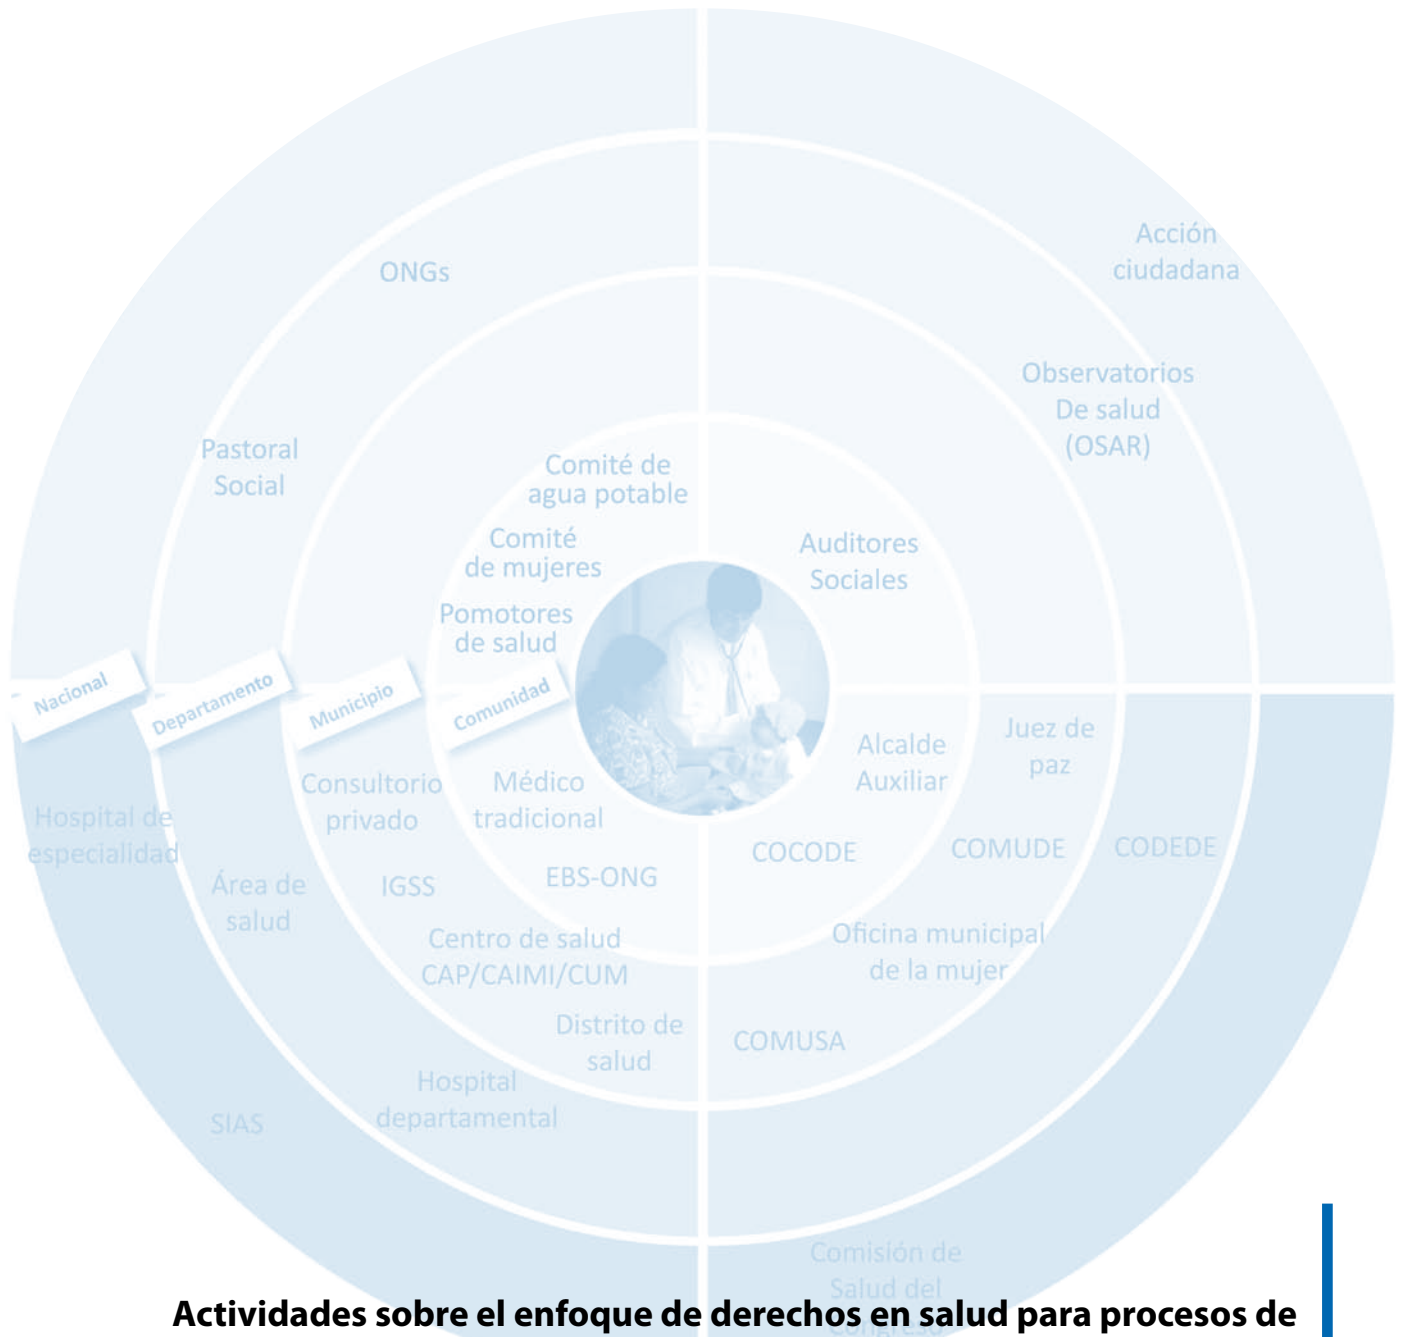 Acción
ciudadana
ONGs
Observatorios
De salud
(OSAR)
Pastoral
Social
Comité de
agua potable
Comité
de mujeres
Auditores
Sociales
Pomotores
de salud
Nacional
Departamento
Municipio
Comunidad
Juez de
paz
Alcalde
Auxiliar
Consultorio
privado
Médico
tradicional
Hospital de
especialidad
COCODE
COMUDE
CODEDE
EBS-ONG
IGSS
Área de
salud
Centro de salud
CAP/CAIMI/CUM
Oficina municipal
de la mujer
Distrito de
salud
COMUSA
Hospital
departamental
SIAS
Comisión de
Salud del
Congreso
Actividades sobre el enfoque de derechos en salud para procesos de